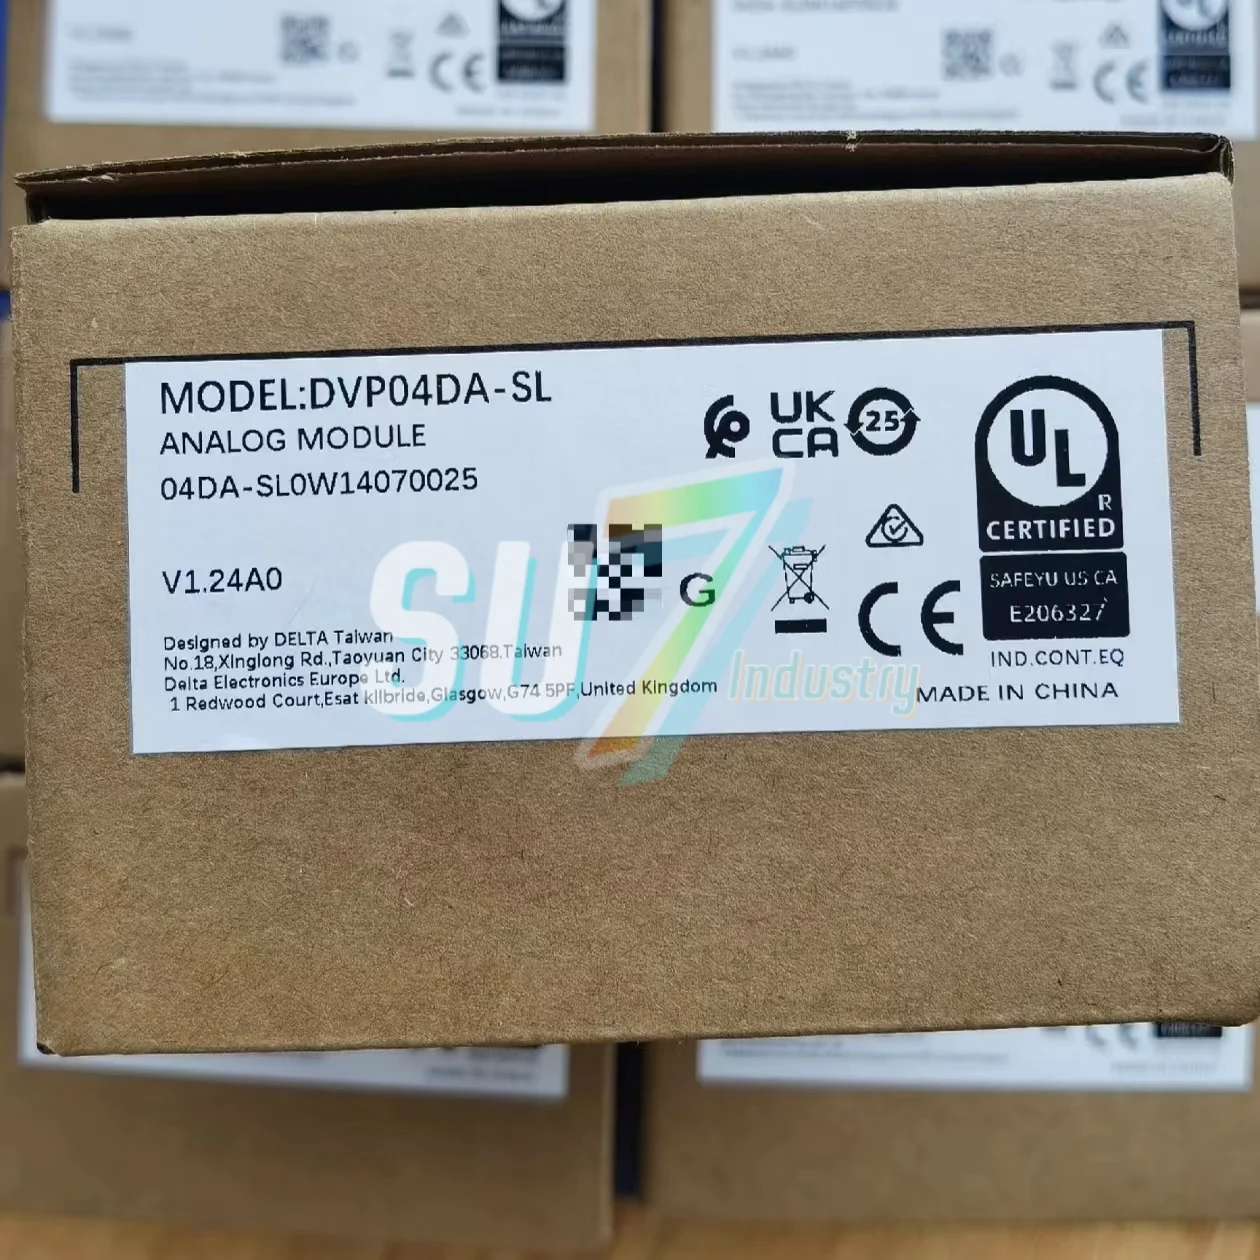 MODEL:DVP04DA-SL
ANALOG MODULE
04DA-SL0W14070025
V1.24A0
G
Designed by DELTA Taiwan
No.18,Xinglong Rd.,Taoyuan City 33068.Taiwan
Delta Electronics Europe Ltd.
1 Redwood Court,Esat kilbride,Glasgow,G74 5PF,United Kingdom
UK
CA
25
UL
R
CERTIFIED
SAFEYU US CA
E206327
IND.CONT.EQ
CE
MADE IN CHINA
SU7
Industry